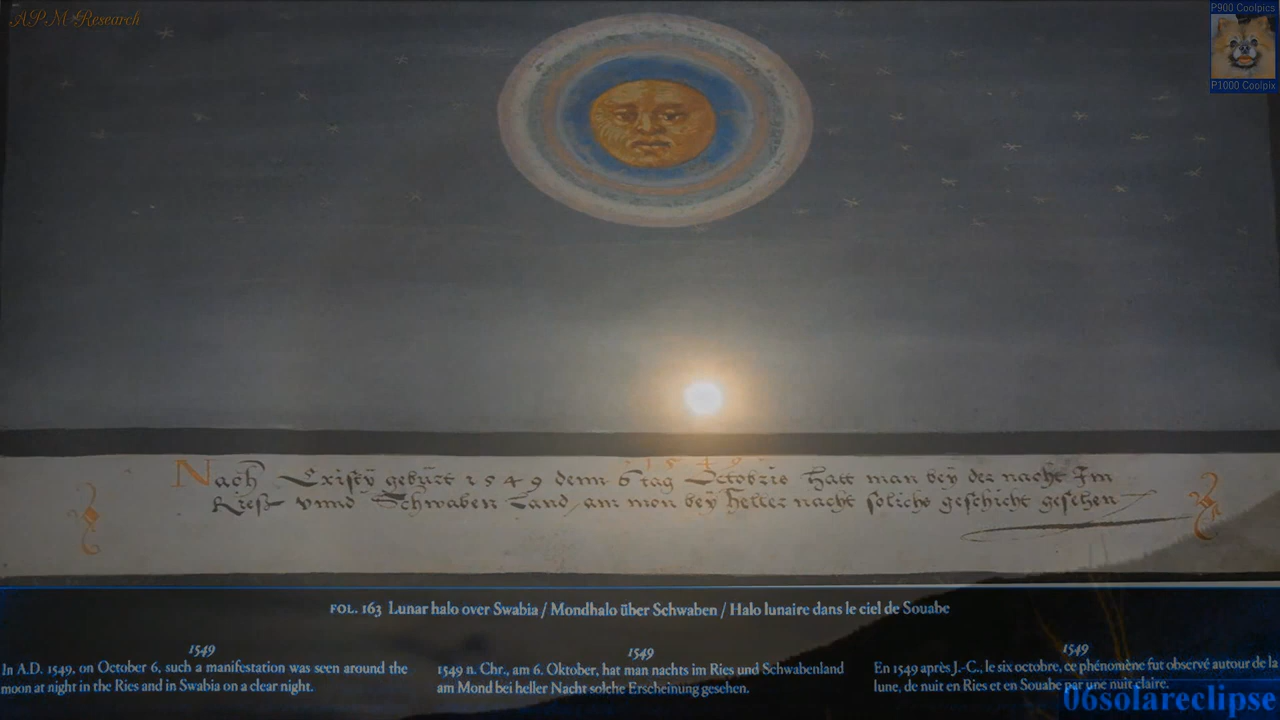 APM Research
P900 Coolpics
P1000 Coolpix
1549
Nach Cristÿ gebürt 1549 denn 6 tag Octobris hatt man beÿ der nacht Im
Riess vnnd Schwaben Land, am mon beÿ heller nacht solichs geschicht gesehen
FOL. 163 Lunar halo over Swabia / Mondhalo über Schwaben / Halo lunaire dans le ciel de Souabe
1549
In A.D. 1549, on October 6, such a manifestation was seen around the
moon at night in the Ries and in Swabia on a clear night.
1549
1549 n. Chr., am 6. Oktober, hat man nachts im Ries und Schwabenland
am Mond bei heller Nacht solche Erscheinung gesehen.
1549
En 1549 après J.-C., le six octobre, ce phénomène fut observé autour de la
lune, de nuit en Ries et en Souabe par une nuit claire.
06solareclipse